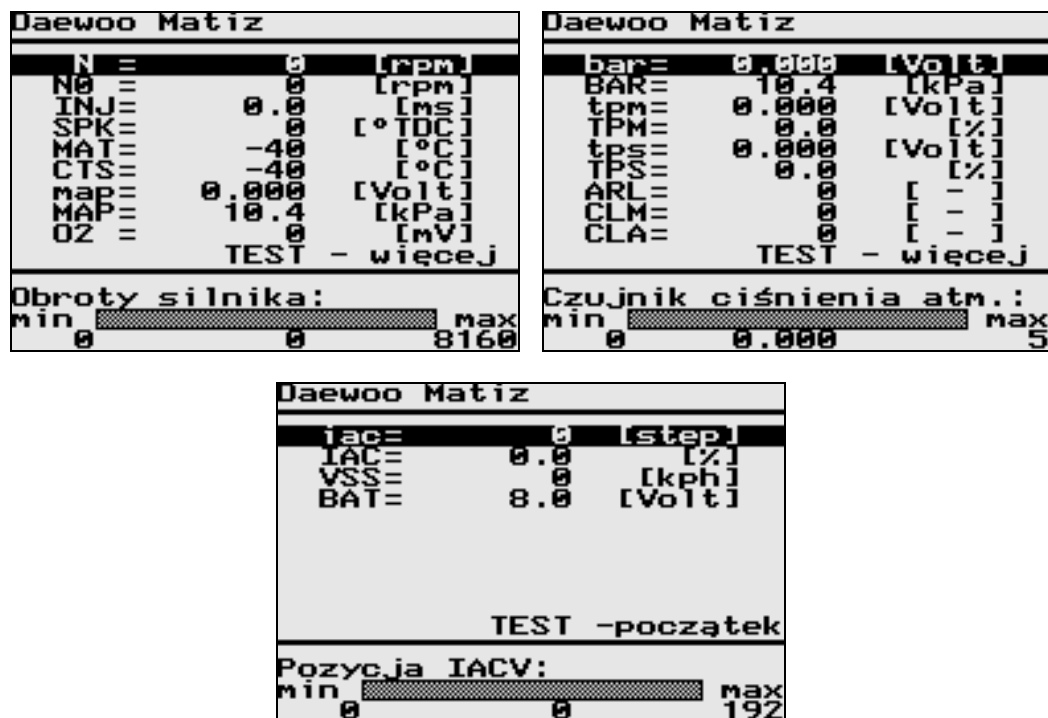 Daewoo Matiz
N = 0 [rpm]
N0 = 0 [rpm]
INJ= 0.0 [ms]
SPK= 0 [°TDC]
MAT= -40 [°C]
CTS= -40 [°C]
map= 0.000 [Volt]
MAP= 10.4 [kPa]
O2 = 0 [mV]
TEST - więcej
Obroty silnika:
min max
0 0 8160
Daewoo Matiz
bar= 0.000 [Volt]
BAR= 10.4 [kPa]
tpm= 0.000 [Volt]
TPM= 0.0 [%]
tps= 0.000 [Volt]
TPS= 0.0 [%]
ARL= 0 [ - ]
CLM= 0 [ - ]
CLA= 0 [ - ]
TEST - więcej
Czujnik ciśnienia atm.:
min max
0 0.000 5
Daewoo Matiz
iac= 0 [step]
IAC= 0.0 [%]
VSS= 0 [kph]
BAT= 8.0 [Volt]
TEST -początek
Pozycja IACV:
min max
0 0 192